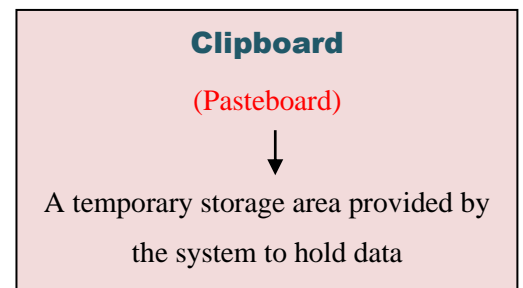 Clipboard
(Pasteboard)
A temporary storage area provided by
the system to hold data